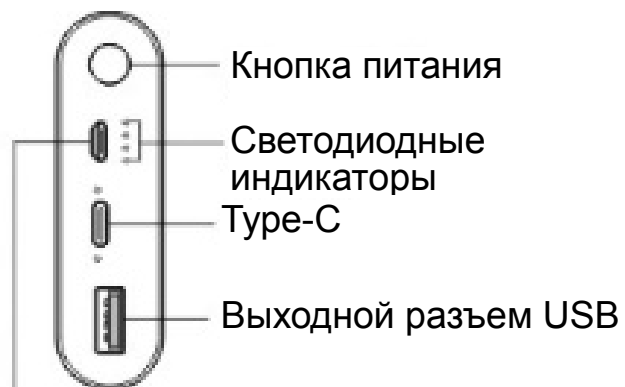 Кнопка питания
Светодиодные
индикаторы
Type-C
Выходной разъем USB